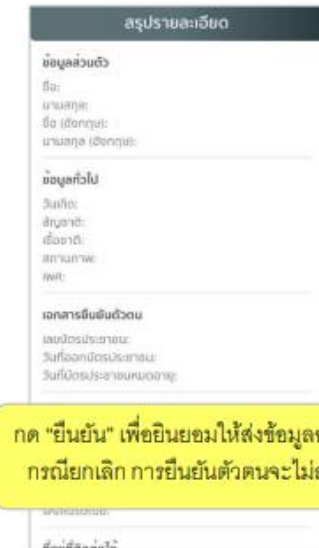 สรุปรายละเอียด
ข้อมูลส่วนตัว
ชื่อ:
นามสกุล:
ชื่อ (อังกฤษ):
นามสกุล (อังกฤษ):
ข้อมูลทั่วไป
วันเกิด:
สัญชาติ:
เชื้อชาติ:
สถานภาพ:
เพศ:
เอกสารยืนยันตัวตน
เลขบัตรประชาชน:
วันที่ออกบัตรประชาชน:
วันที่บัตรประชาชนหมดอายุ:
กด "ยืนยัน" เพื่อยินยอมให้ส่งข้อมูล
กรณียกเลิก การยืนยันตัวตนจะไม่